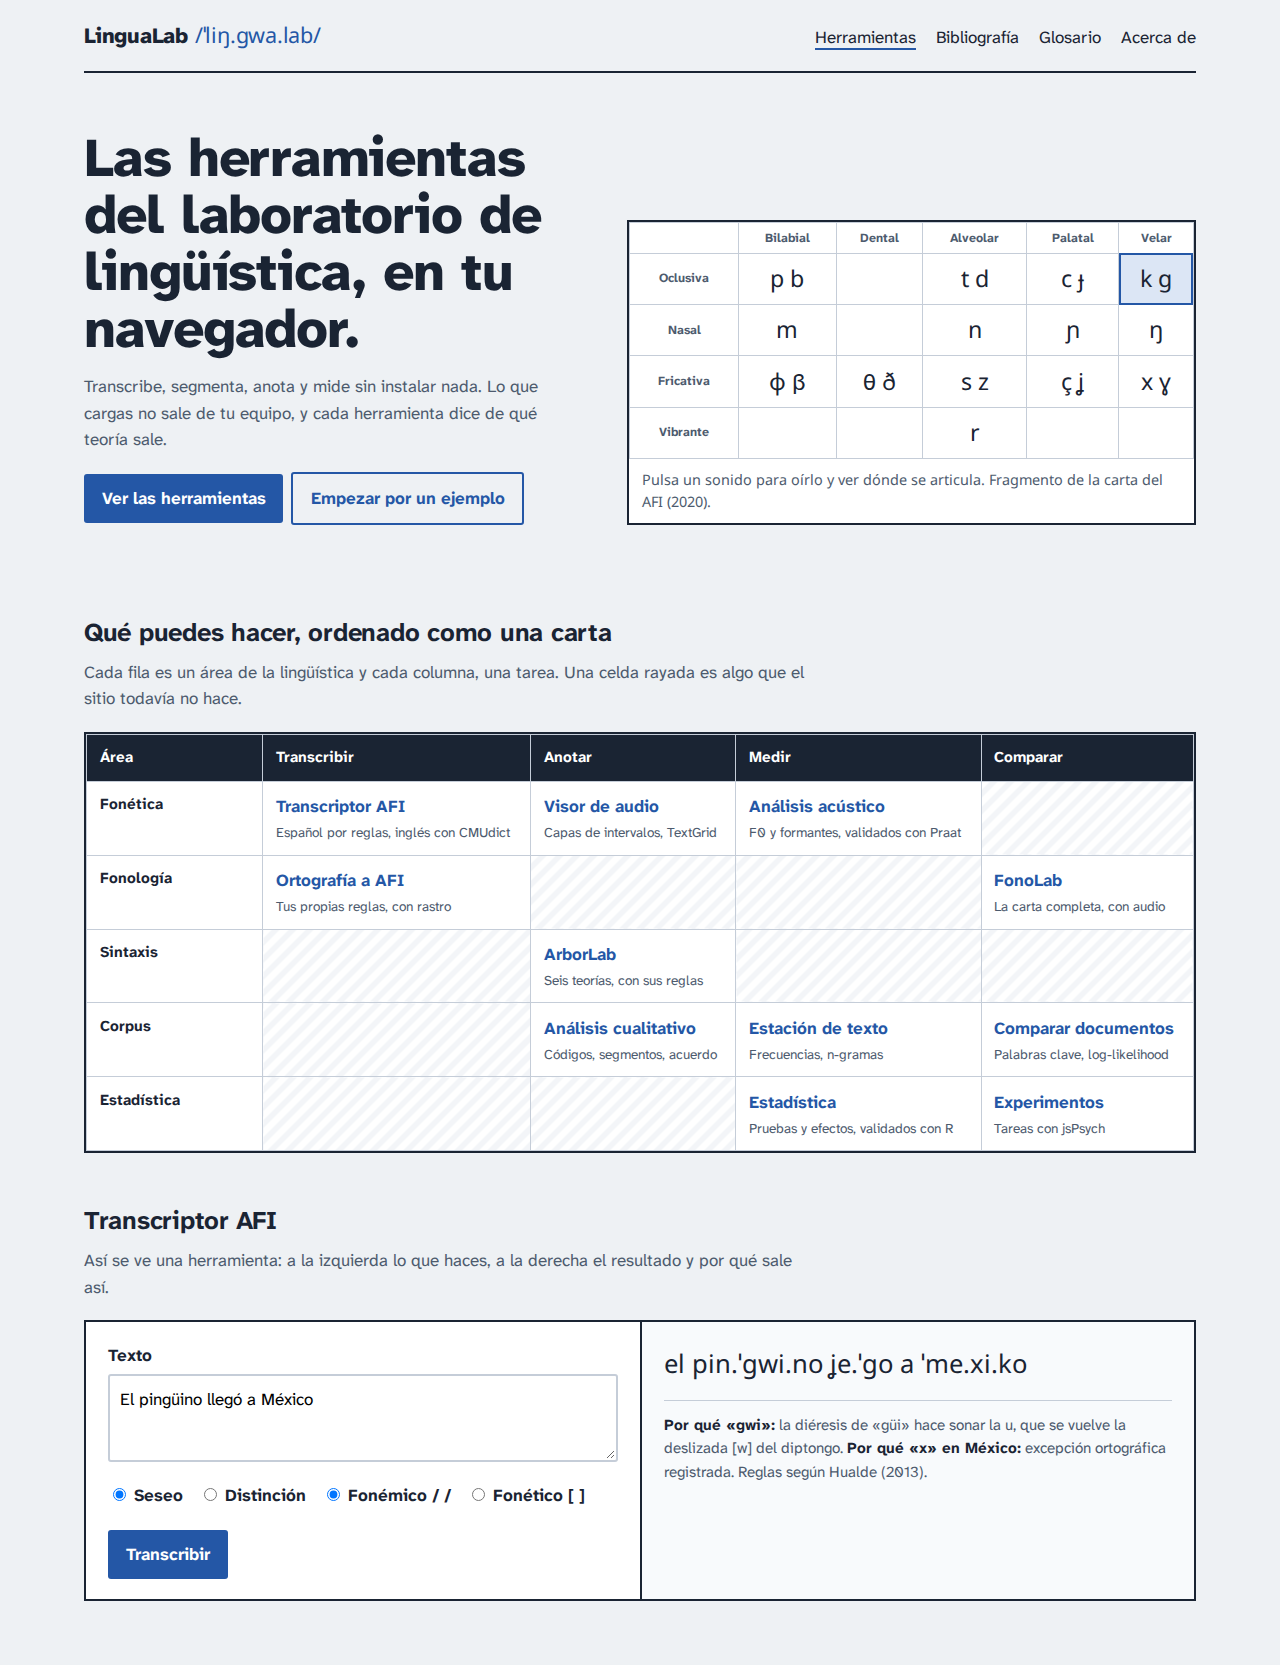 LinguaLab /ˈliŋ.gwa.lab/
Herramientas Bibliografía Glosario Acerca de
Las herramientas
del laboratorio de
lingüística, en tu
navegador.
Transcribe, segmenta, anota y mide sin instalar nada. Lo que
cargas no sale de tu equipo, y cada herramienta dice de qué
teoría sale.
Ver las herramientas Empezar por un ejemplo
Bilabial Dental Alveolar Palatal Velar
Oclusiva p b t d c ɟ k g
Nasal m n ɲ ŋ
Fricativa ɸ β θ ð s z ç ʝ x ɣ
Vibrante r
Pulsa un sonido para oírlo y ver dónde se articula. Fragmento de la carta del
AFI (2020).
Qué puedes hacer, ordenado como una carta
Cada fila es un área de la lingüística y cada columna, una tarea. Una celda rayada es algo que el
sitio todavía no hace.
Área Transcribir Anotar Medir Comparar
Fonética Transcriptor AFI Visor de audio Análisis acústico
Español por reglas, inglés con CMUdict Capas de intervalos, TextGrid F0 y formantes, validados con Praat
Fonología Ortografía a AFI FonoLab
Tus propias reglas, con rastro La carta completa, con audio
Sintaxis ArborLab
Seis teorías, con sus reglas
Corpus Análisis cualitativo Estación de texto Comparar documentos
Códigos, segmentos, acuerdo Frecuencias, n-gramas Palabras clave, log-likelihood
Estadística Estadística Experimentos
Pruebas y efectos, validados con R Tareas con jsPsych
Transcriptor AFI
Así se ve una herramienta: a la izquierda lo que haces, a la derecha el resultado y por qué sale
así.
Texto
El pingüino llegó a México
Seseo Distinción Fonémico / / Fonético [ ]
Transcribir
el pin.ˈgwi.no ʝe.ˈgo a ˈme.xi.ko
Por qué «gwi»: la diéresis de «güi» hace sonar la u, que se vuelve la
deslizada [w] del diptongo. Por qué «x» en México: excepción ortográfica
registrada. Reglas según Hualde (2013).